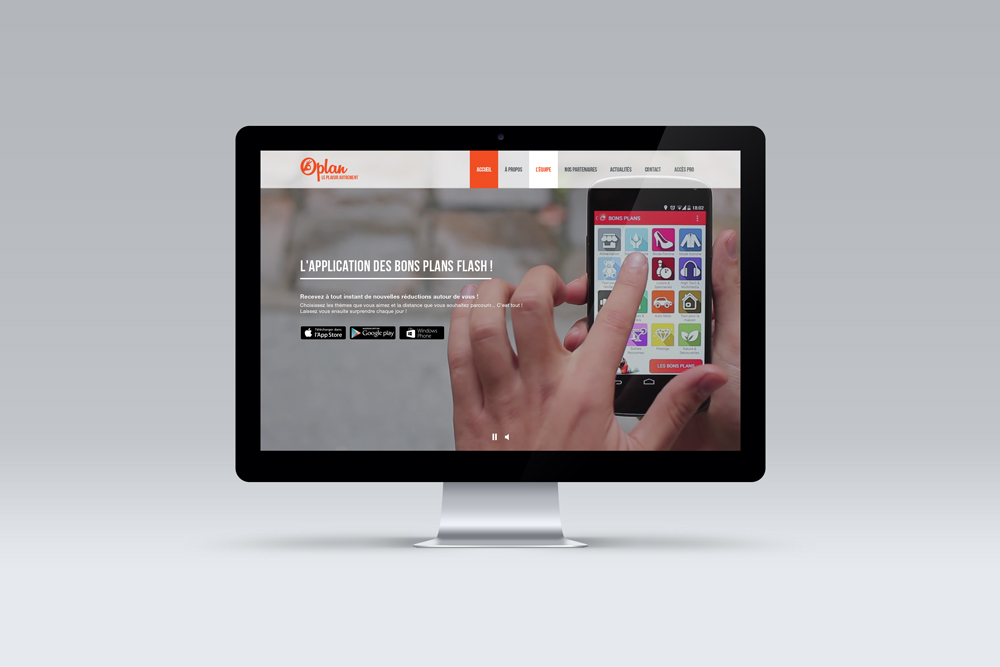 Oplan
LE PLAISIR AUTREMENT
ACCUEIL
À PROPOS
L'ÉQUIPE
NOS PARTENAIRES
ACTUALITÉS
CONTACT
ACCÈS PRO
L'APPLICATION DES BONS PLANS FLASH !
Recevez à tout instant de nouvelles réductions autour de vous !
Choisissez les thèmes que vous aimez et la distance que vous souhaitez parcourir... C'est tout !
Laissez vous ensuite surprendre chaque jour !
Télécharger dans
l'App Store
Google play
Windows
Phone
18:02
BONS PLANS
LES BONS PLANS